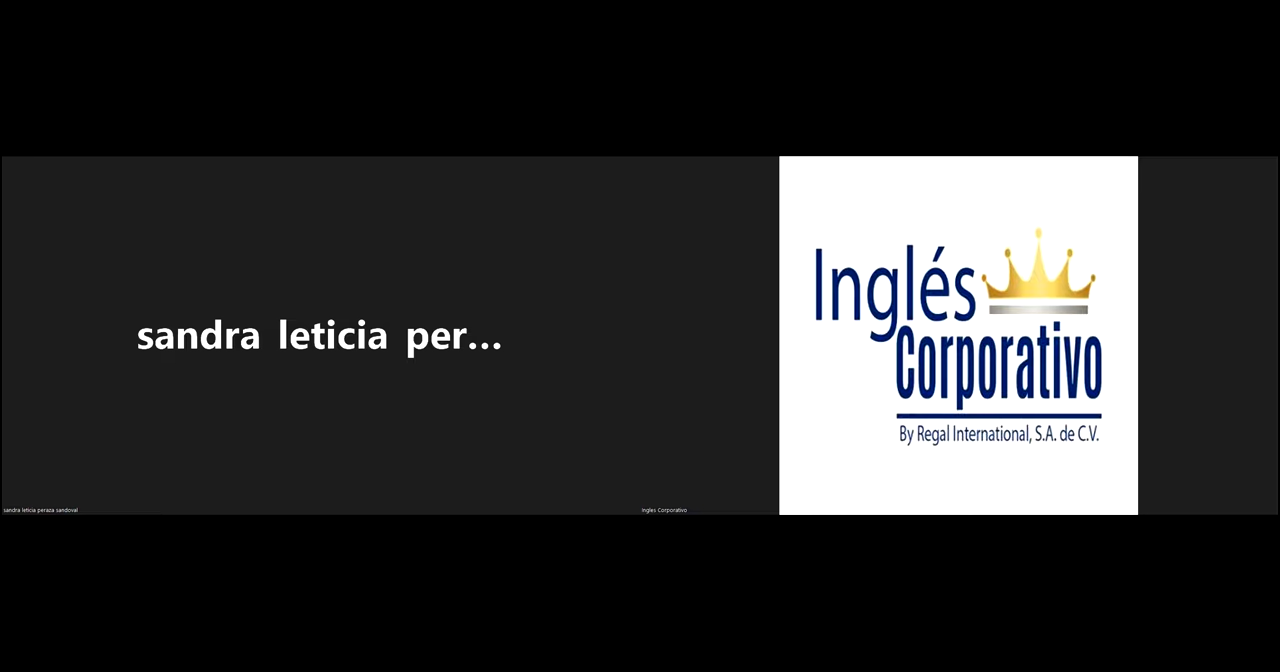 sandra leticia per...
Inglés
Corporativo
By Regal International, S.A. de C.V.
sandra leticia peraza sandoval
Ingles Corporativo